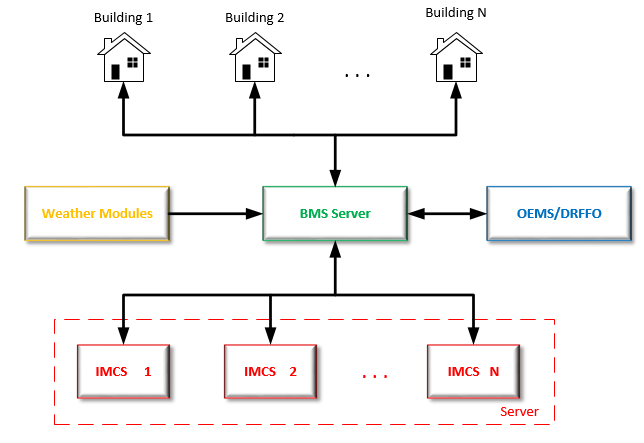 Building 1
Building 2
Building N
. . .
Weather Modules
BMS Server
OEMS/DRFFO
IMCS 1
IMCS 2
. . .
IMCS N
Server